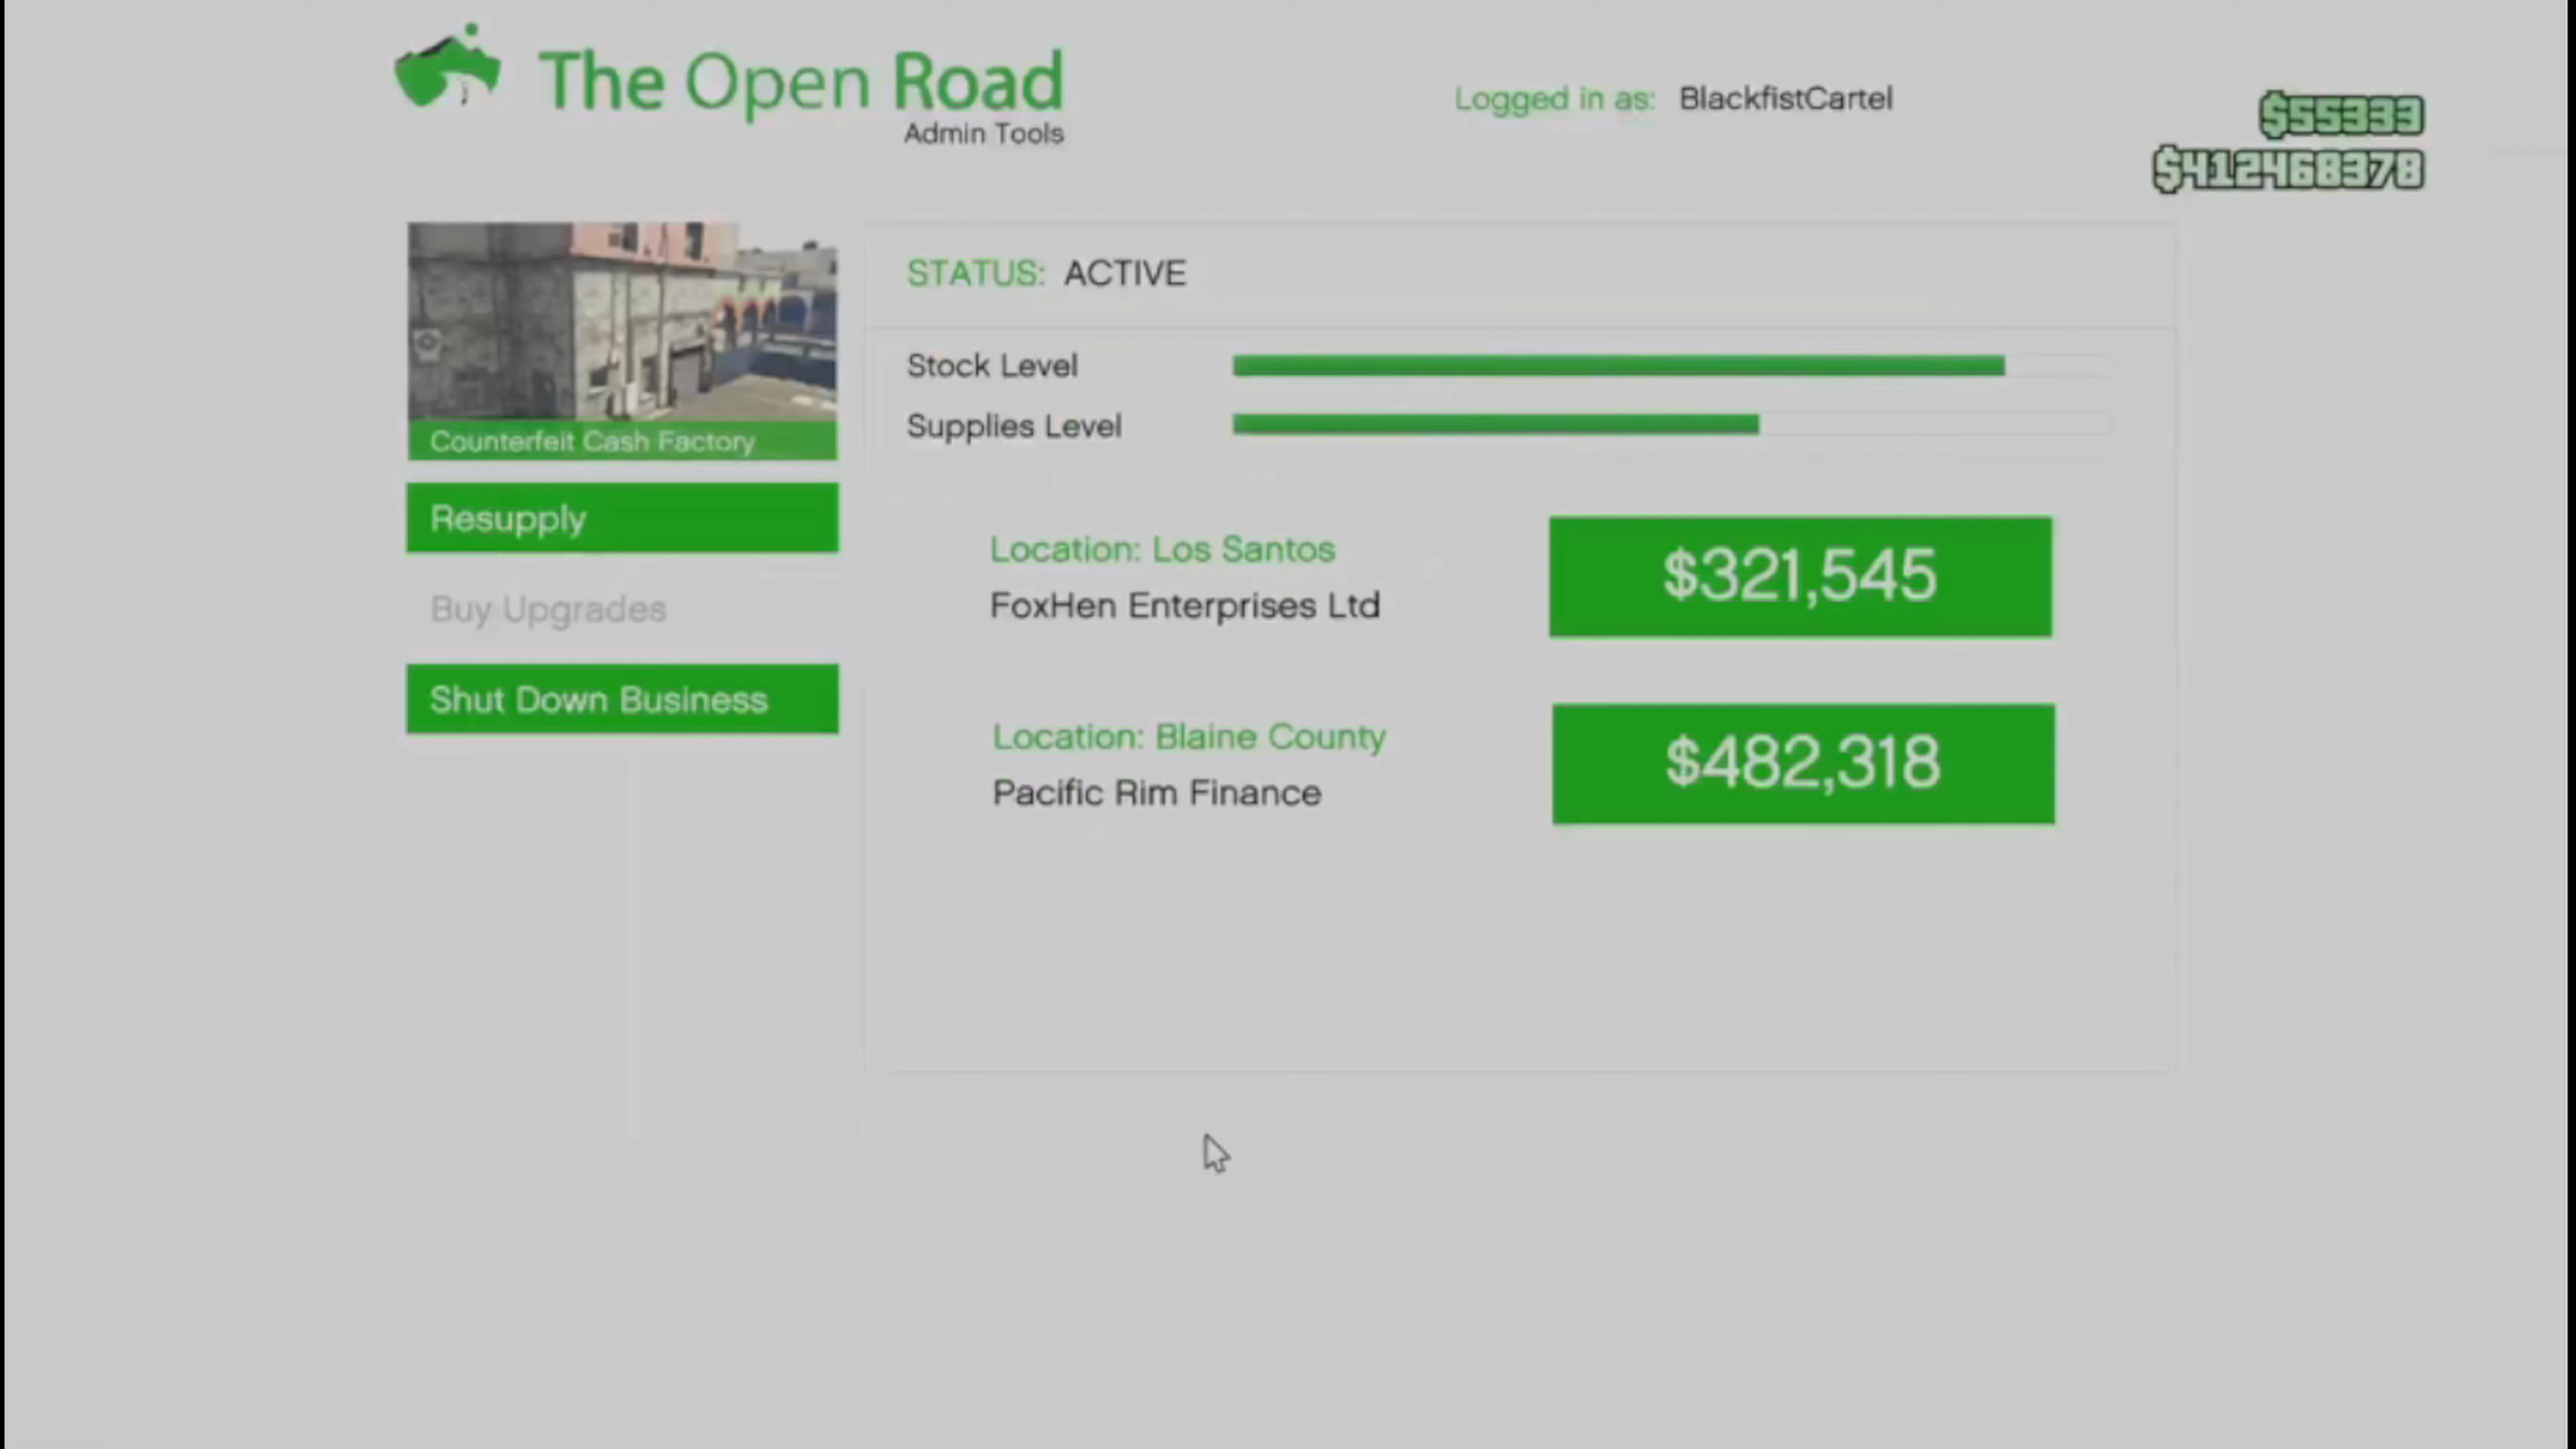 The Open Road
Admin Tools
Logged in as: BlackfistCartel
$55333
$412468378
Counterfeit Cash Factory
Resupply
Buy Upgrades
Shut Down Business
STATUS: ACTIVE
Stock Level
Supplies Level
Location: Los Santos
FoxHen Enterprises Ltd
$321,545
Location: Blaine County
Pacific Rim Finance
$482,318